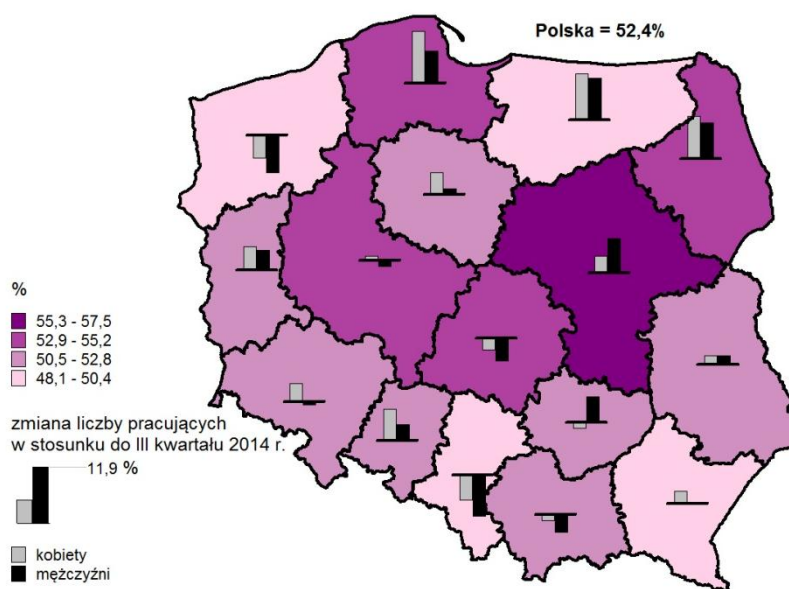 Polska = 52,4%
%
55,3 - 57,5
52,9 - 55,2
50,5 - 52,8
48,1 - 50,4
zmiana liczby pracujących
w stosunku do III kwartału 2014 r.
11,9 %
kobiety
mężczyźni